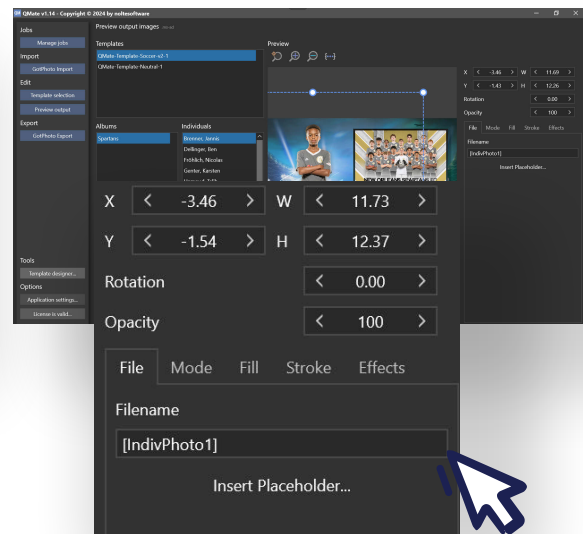 QMate v1.14 - Copyright © 2024 by noltesoftware
Jobs
Manage jobs
Import
GotPhoto Import
Edit
Template selection
Preview output
Export
GotPhoto Export
Tools
Template designer...
Options
Application settings...
License is valid...
Preview output images
Templates
QMate-Template-Soccer-v2-1
QMate-Template-Neutral-1
Albums
Spartans
Individuals
Bremer, Jannis
Dellinger, Ben
Fröhlich, Nicolas
Genter, Karsten
Preview
X -3.46 W 11.69
Y -1.43 H 12.26
Rotation 0.00
Opacity 100
File Mode Fill Stroke Effects
Filename
[IndivPhoto1]
Insert Placeholder...
X -3.46 W 11.73
Y -1.54 H 12.37
Rotation 0.00
Opacity 100
File Mode Fill Stroke Effects
Filename
[IndivPhoto1]
Insert Placeholder...